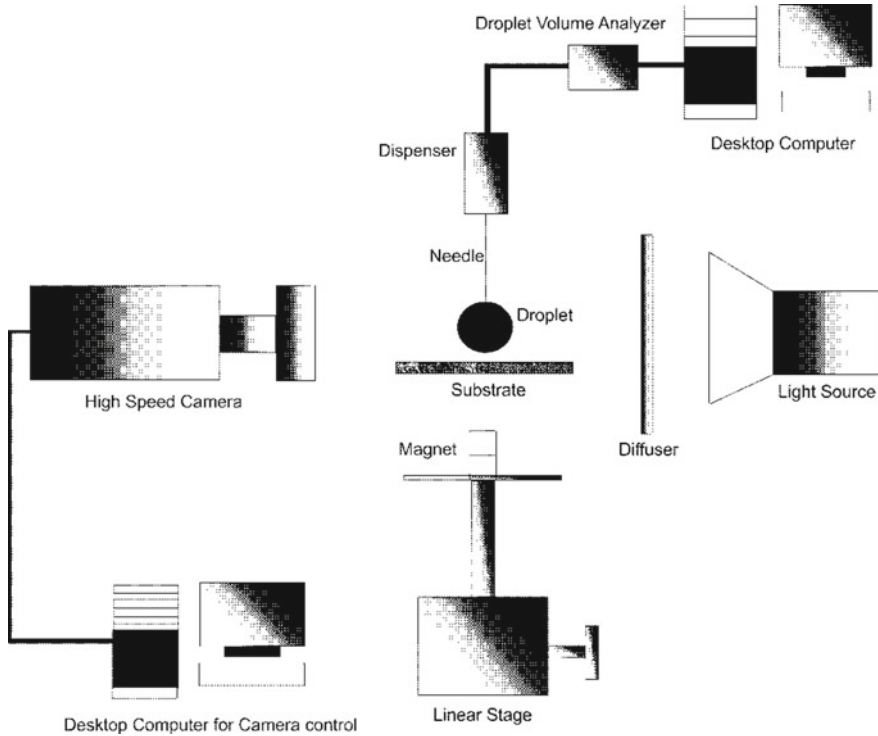 Droplet Volume Analyzer
Desktop Computer
Dispenser
Needle
Droplet
Substrate
High Speed Camera
Light Source
Diffuser
Magnet
Linear Stage
Desktop Computer for Camera control